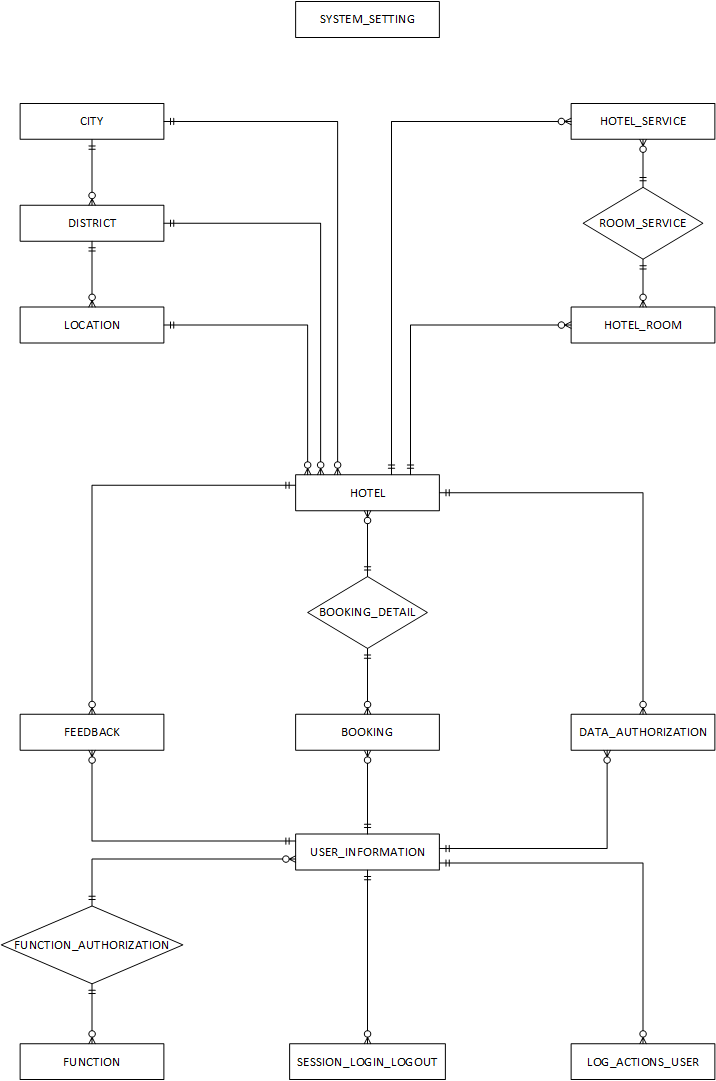 SYSTEM_SETTING
CITY
HOTEL_SERVICE
DISTRICT
ROOM_SERVICE
LOCATION
HOTEL_ROOM
HOTEL
BOOKING_DETAIL
FEEDBACK
BOOKING
DATA_AUTHORIZATION
USER_INFORMATION
FUNCTION_AUTHORIZATION
FUNCTION
SESSION_LOGIN_LOGOUT
LOG_ACTIONS_USER